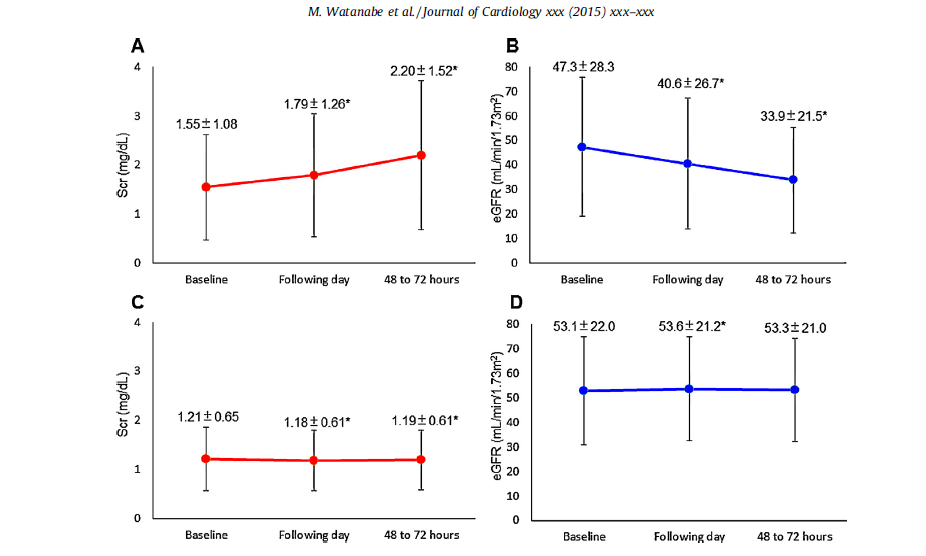 M. Watanabe et al. / Journal of Cardiology xxx (2015) xxx–xxx
A
Scr (mg/dL)
4
3
2
1
0
1.55±1.08
1.79±1.26*
2.20±1.52*
Baseline
Following day
48 to 72 hours
B
eGFR (mL/min/1.73m²)
80
70
60
50
40
30
20
10
0
47.3±28.3
40.6±26.7*
33.9±21.5*
Baseline
Following day
48 to 72 hours
C
Scr (mg/dL)
4
3
2
1
0
1.21±0.65
1.18±0.61*
1.19±0.61*
Baseline
Following day
48 to 72 hours
D
eGFR (mL/min/1.73m²)
80
70
60
50
40
30
20
10
0
53.1±22.0
53.6±21.2*
53.3±21.0
Baseline
Following day
48 to 72 hours